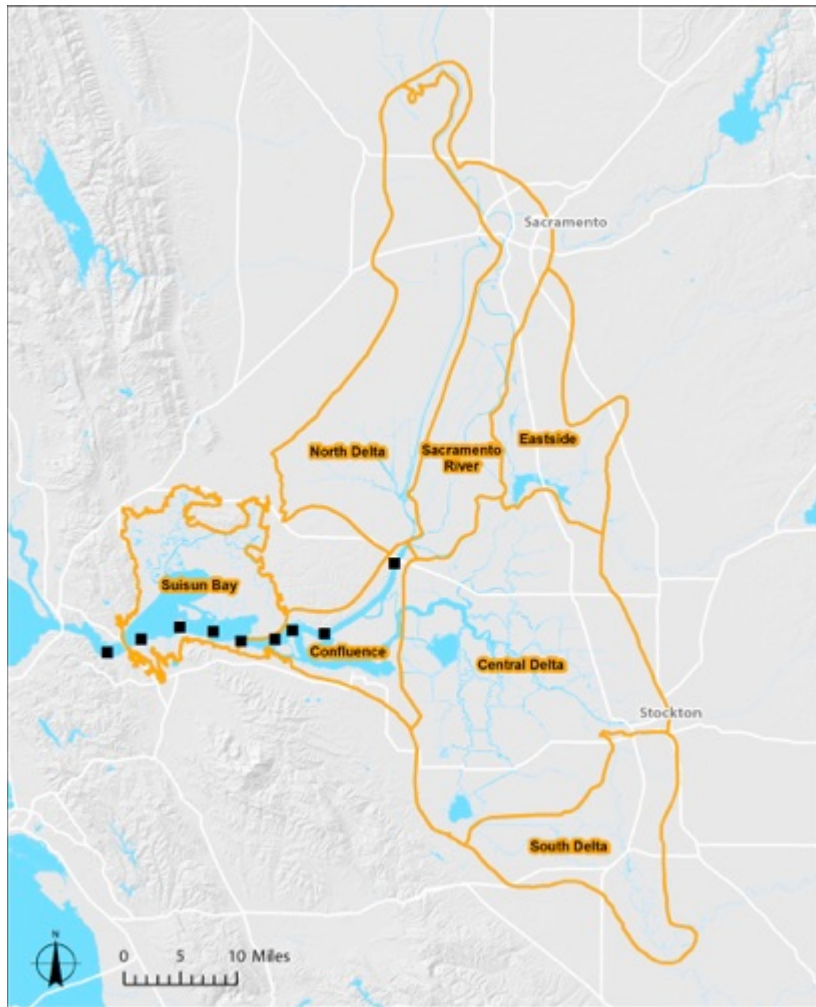 Sacramento
North Delta
Sacramento
River
Eastside
Suisun Bay
Confluence
Central Delta
Stockton
South Delta
N
0 5 10 Miles